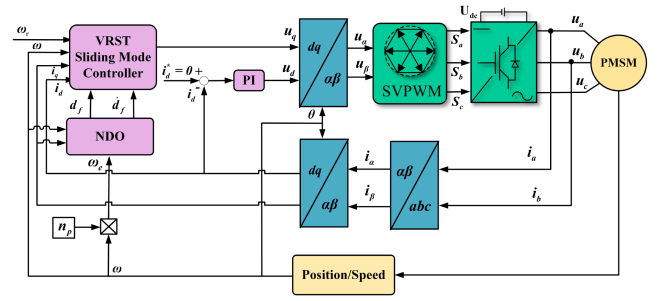 ω_r
ω
i_q
i_d
VRST
Sliding Mode
Controller
u_q
i_d^* = 0 +
-
i_d
PI
u_d
dq
αβ
u_α
u_β
SVPWM
S_a
S_b
S_c
U_dc
u_a
u_b
u_c
PMSM
d_f
ḋ_f
NDO
ω_e
n_p
θ
dq
αβ
i_α
i_β
αβ
abc
i_a
i_b
ω
Position/Speed